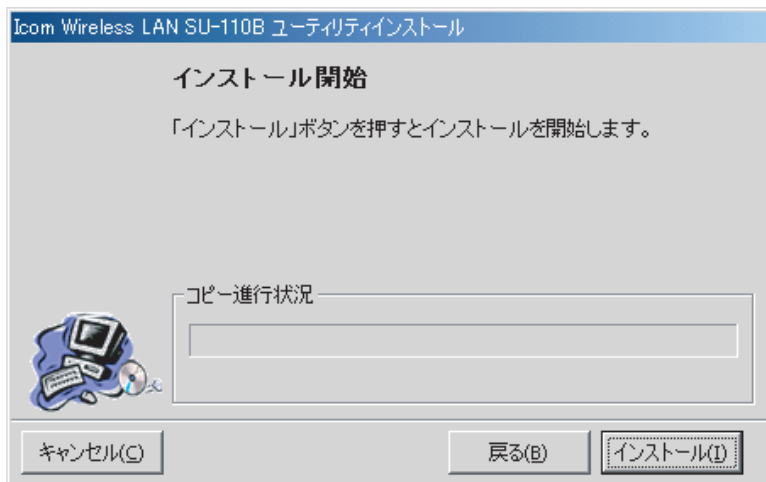 Icom Wireless LAN SU-110B ユーティリティインストール
インストール開始
「インストール」ボタンを押すとインストールを開始します。
コピー進行状況
キャンセル(C)
戻る(B)
インストール(I)